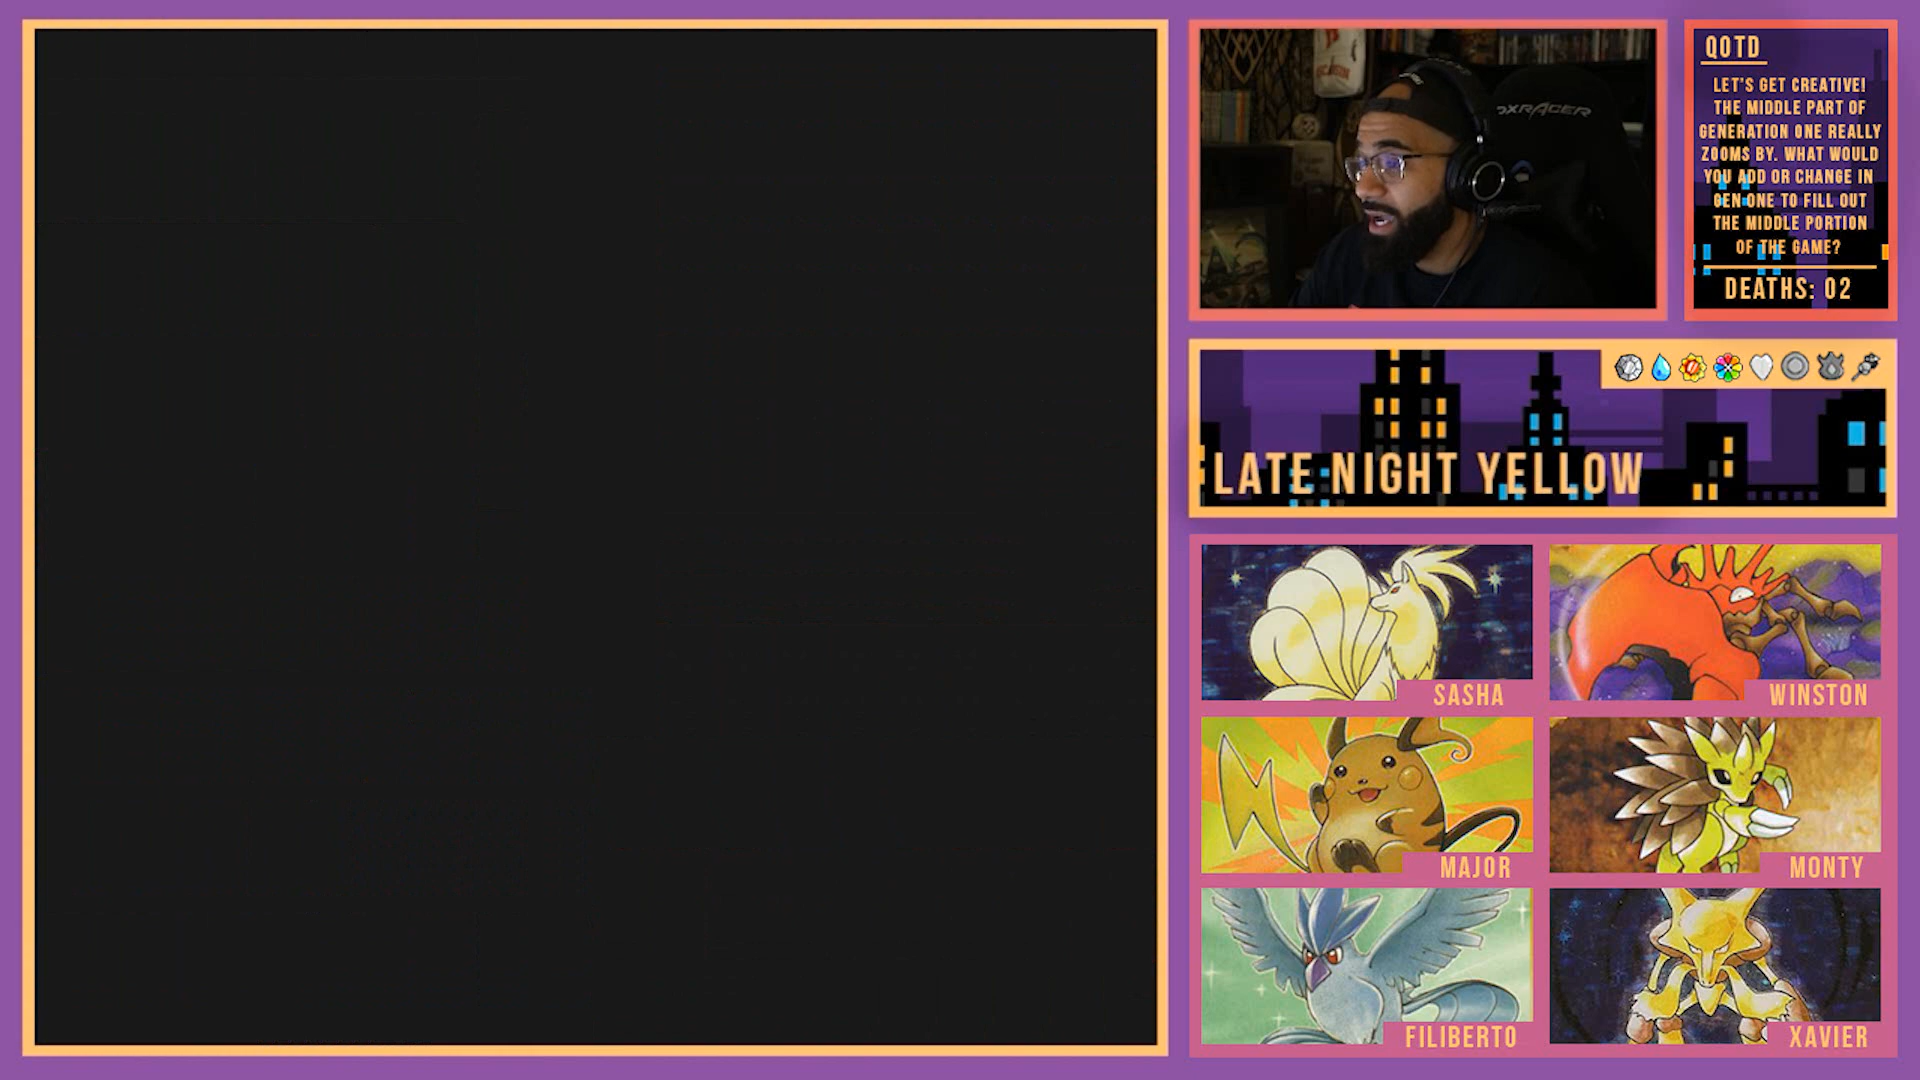 DXRACER
QOTD
LET'S GET CREATIVE!
THE MIDDLE PART OF
GENERATION ONE REALLY
ZOOMS BY. WHAT WOULD
YOU ADD OR CHANGE IN
GEN ONE TO FILL OUT
THE MIDDLE PORTION
OF THE GAME?
DEATHS: 02
LATE NIGHT YELLOW
SASHA
WINSTON
MAJOR
MONTY
FILIBERTO
XAVIER